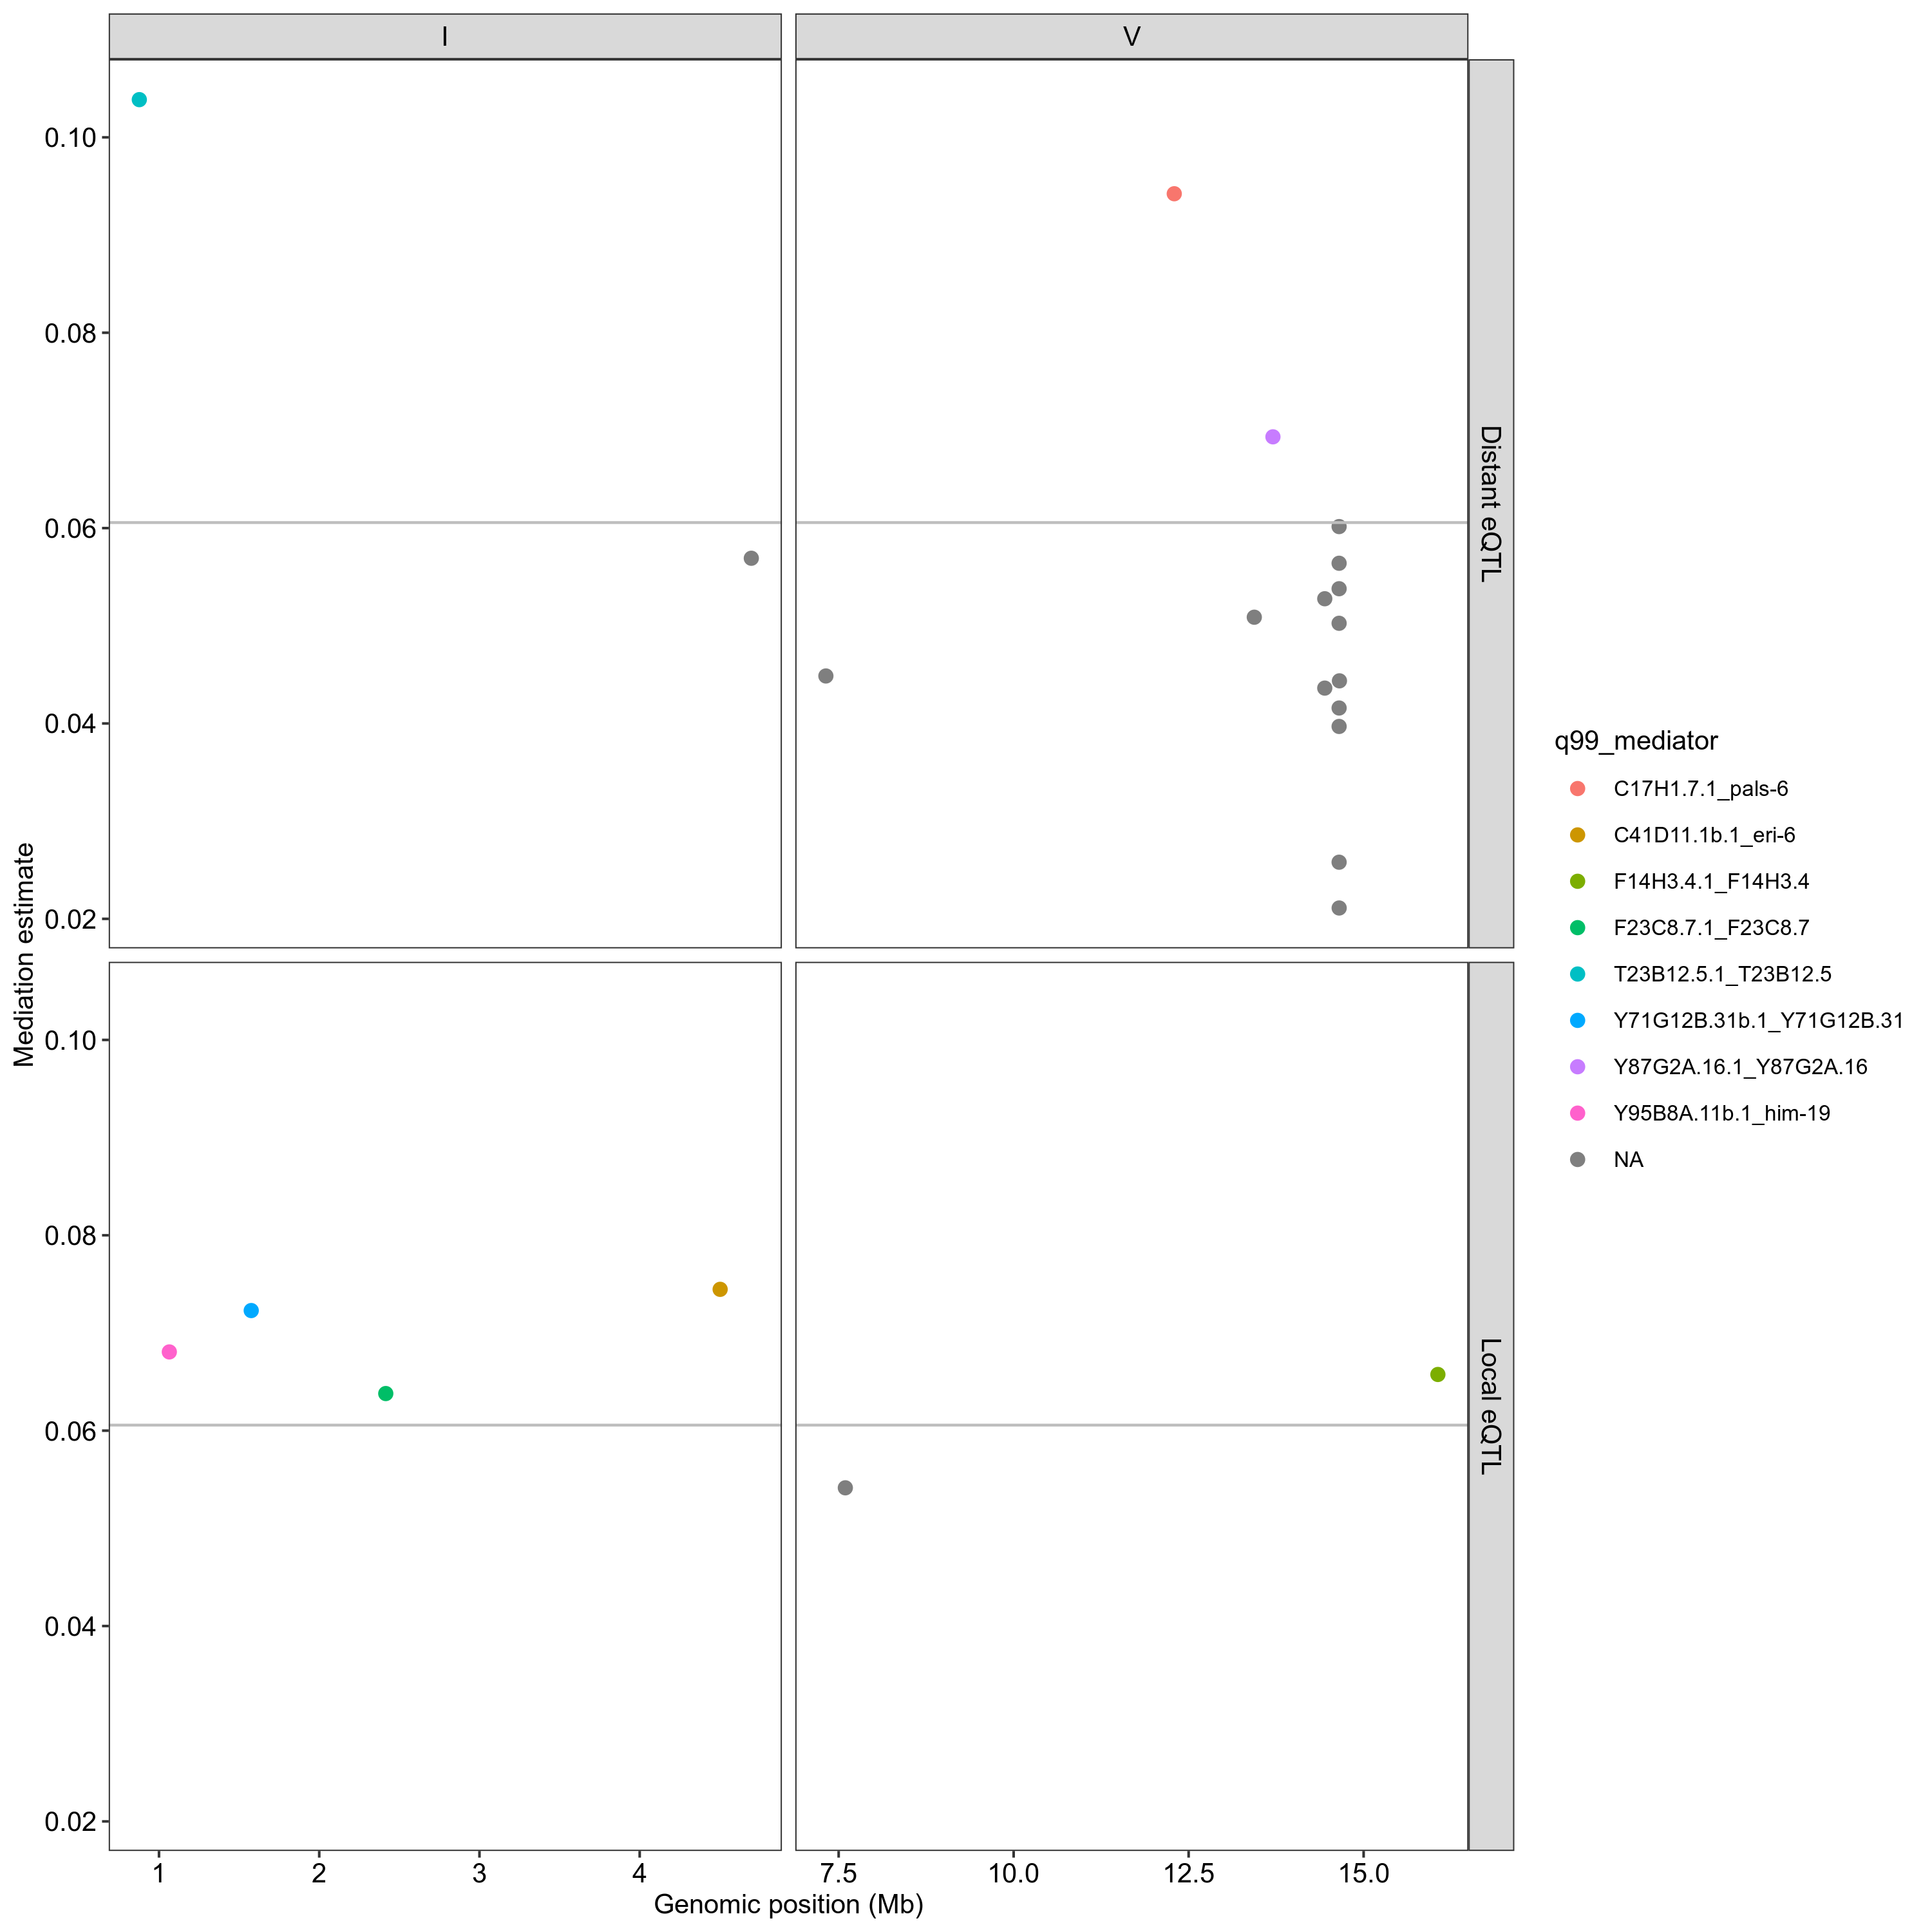 I
V
0.10
0.08
0.06
0.04
0.02
Distant eQTL
Mediation estimate
0.10
0.08
0.06
0.04
0.02
Local eQTL
1
2
3
4
7.5
10.0
12.5
15.0
Genomic position (Mb)
q99_mediator
C17H1.7.1_pals-6
C41D11.1b.1_eri-6
F14H3.4.1_F14H3.4
F23C8.7.1_F23C8.7
T23B12.5.1_T23B12.5
Y71G12B.31b.1_Y71G12B.31
Y87G2A.16.1_Y87G2A.16
Y95B8A.11b.1_him-19
NA